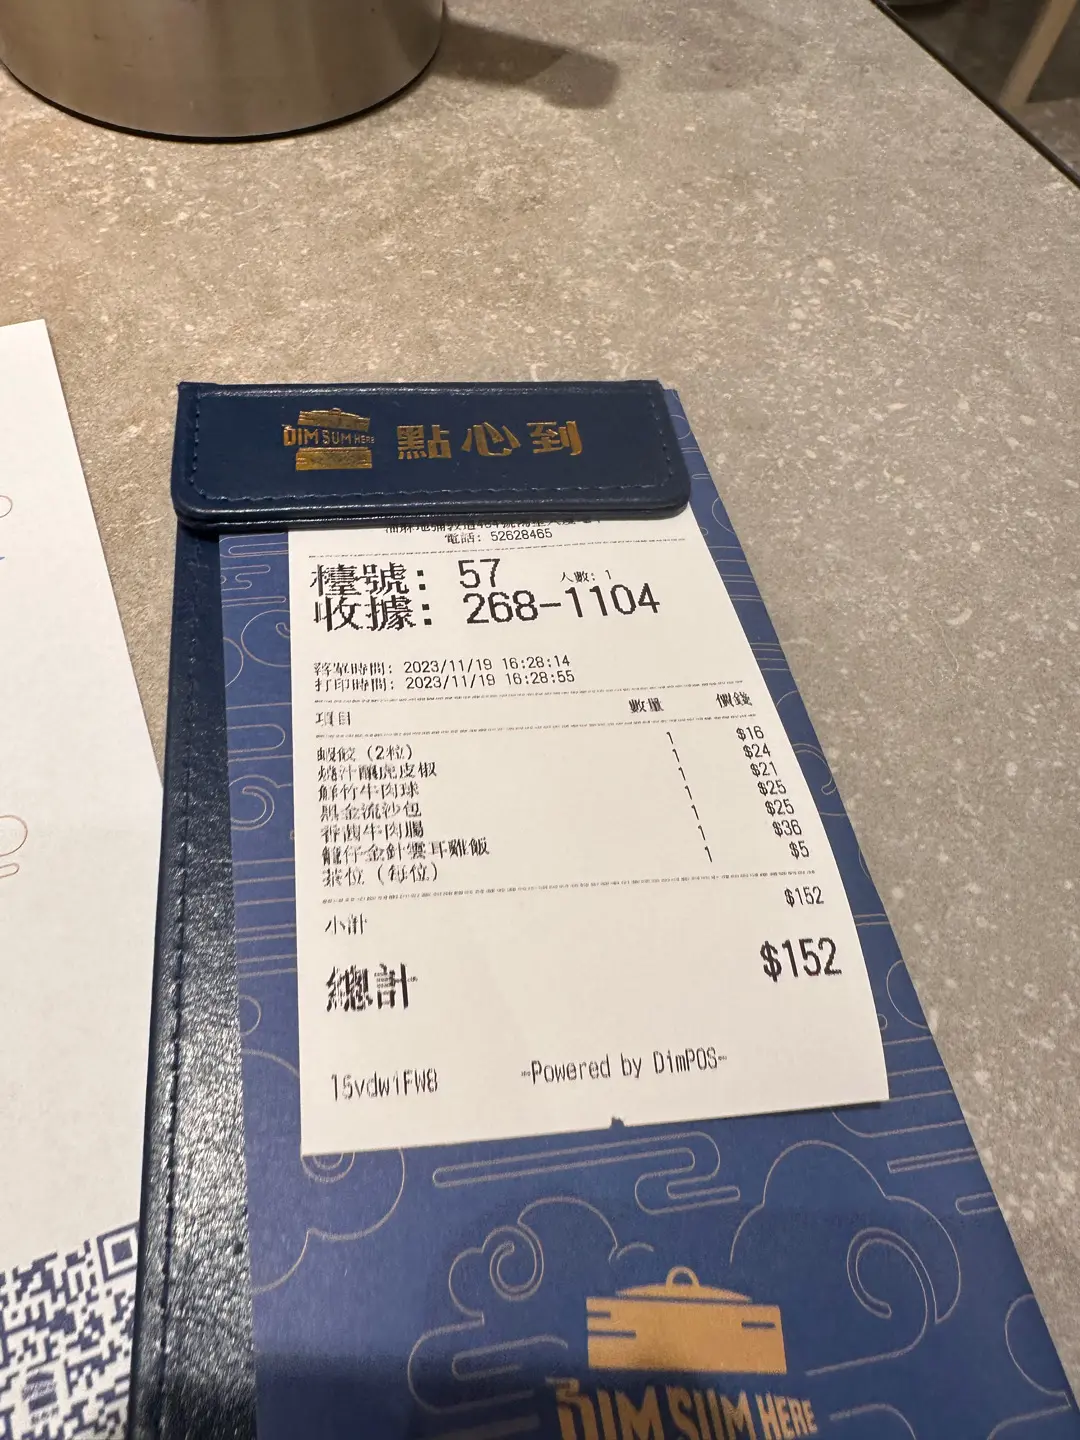 DIM SUM HERE 點心到
電話: 52628465
檯號: 57 人數: 1
收據: 268-1104
時間: 2023/11/19 16:28:14
打印時間: 2023/11/19 16:28:55
項目 數量 價錢
蝦餃 (2粒) 1 $16
燒汁釀虎皮椒 1 $24
鮮竹牛肉球 1 $21
黑金流沙包 1 $25
香茜牛肉腸 1 $25
籠仔金針雲耳雞飯 1 $36
茶位 (每位) 1 $5
小計 $152
總計 $152
15vdw1FW8 -Powered by DimPOS-
DIM SUM HERE